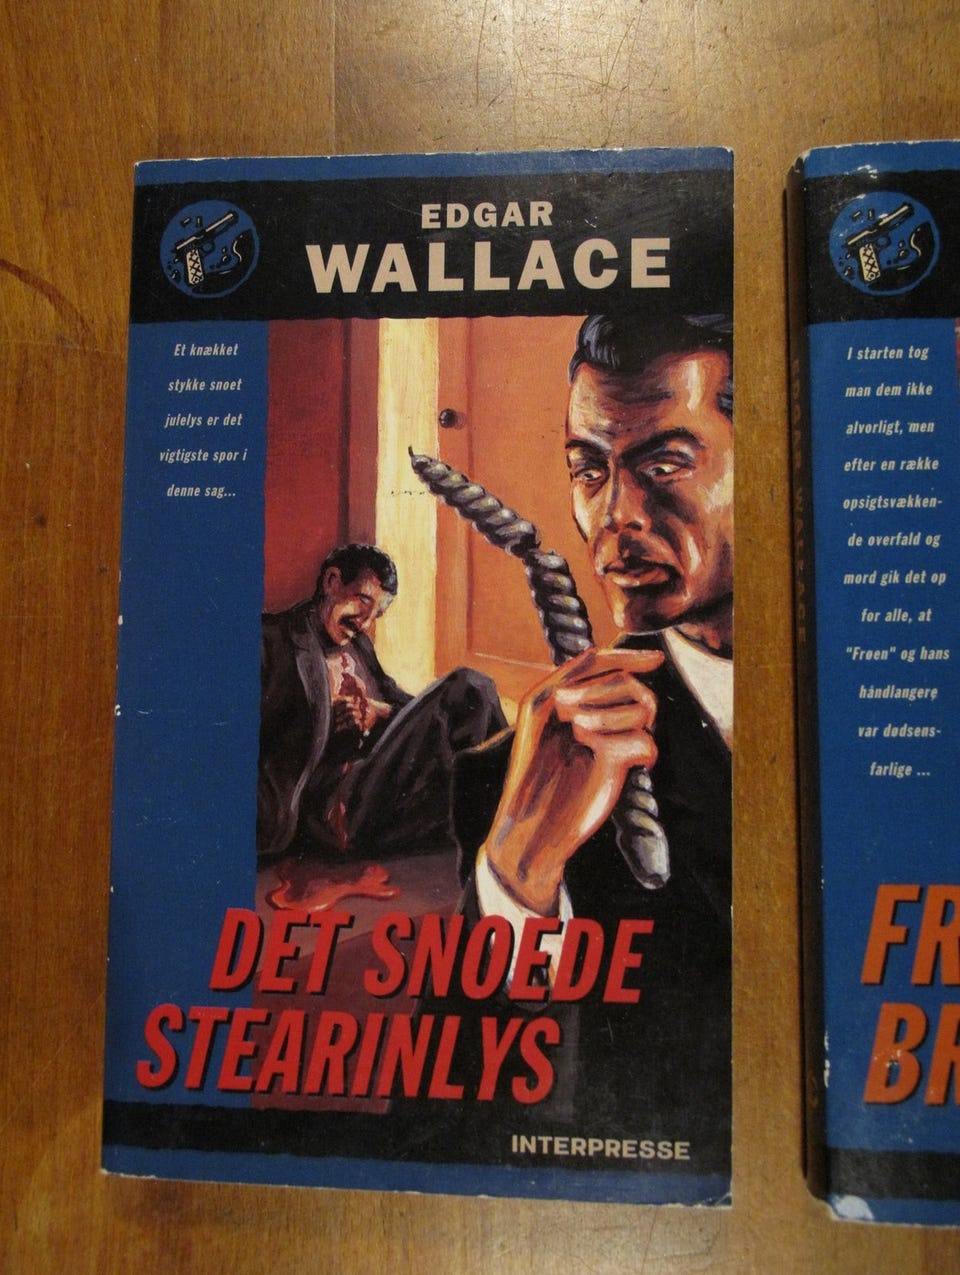 EDGAR
WALLACE
Et knækket
stykke snoet
julelys er det
vigtigste spor i
denne sag...
DET SNOEDE
STEARINLYS
INTERPRESSE
I starten tog
man dem ikke
alvorligt, men
efter en række
opsigtsvækken-
de overfald og
mord gik det op
for alle, at
"Frøen" og hans
håndlangere
var dødsens-
farlige ...
FR
BR
EDGAR WALLACE